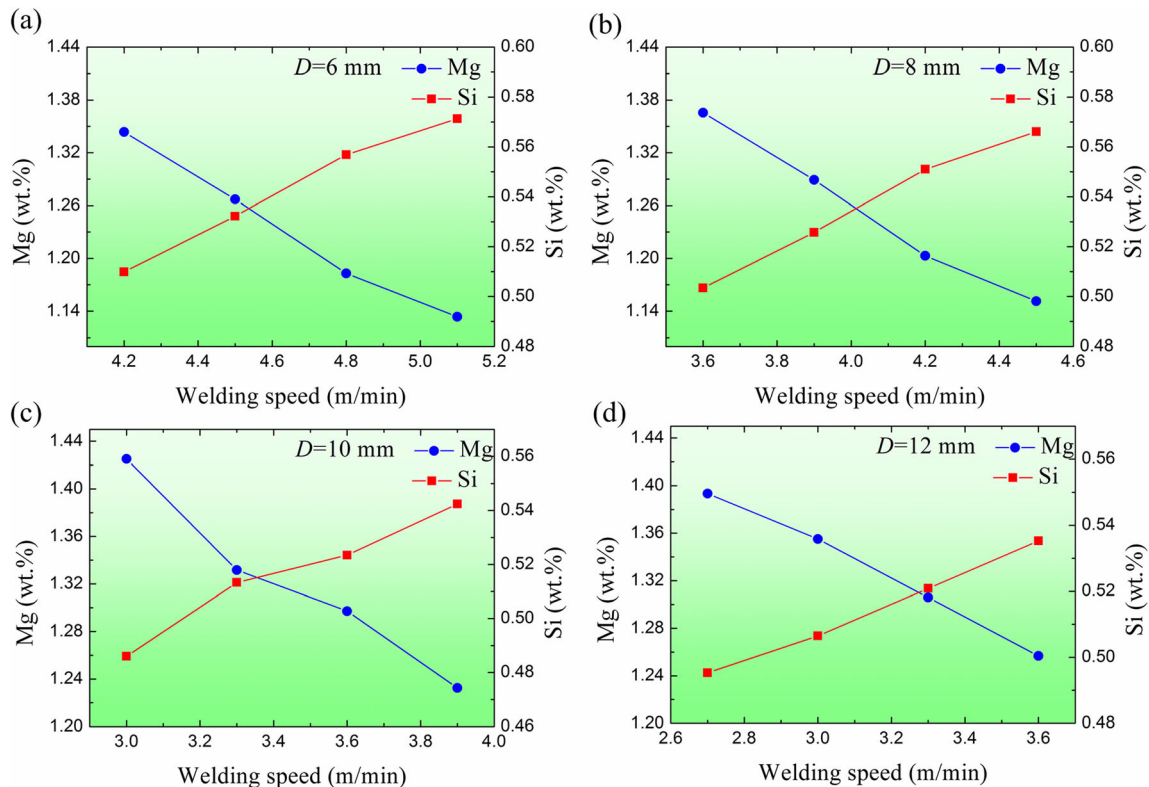 (a)
D=6 mm
Mg
Si
1.44
1.38
1.32
1.26
1.20
1.14
Mg (wt.%)
0.60
0.58
0.56
0.54
0.52
0.50
0.48
Si (wt.%)
4.2 4.4 4.6 4.8 5.0 5.2
Welding speed (m/min)
(b)
D=8 mm
Mg
Si
1.44
1.38
1.32
1.26
1.20
1.14
Mg (wt.%)
0.60
0.58
0.56
0.54
0.52
0.50
0.48
Si (wt.%)
3.6 3.8 4.0 4.2 4.4 4.6
Welding speed (m/min)
(c)
D=10 mm
Mg
Si
1.44
1.40
1.36
1.32
1.28
1.24
1.20
Mg (wt.%)
0.56
0.54
0.52
0.50
0.48
0.46
Si (wt.%)
3.0 3.2 3.4 3.6 3.8 4.0
Welding speed (m/min)
(d)
D=12 mm
Mg
Si
1.44
1.40
1.36
1.32
1.28
1.24
1.20
Mg (wt.%)
0.56
0.54
0.52
0.50
0.48
Si (wt.%)
2.6 2.8 3.0 3.2 3.4 3.6
Welding speed (m/min)